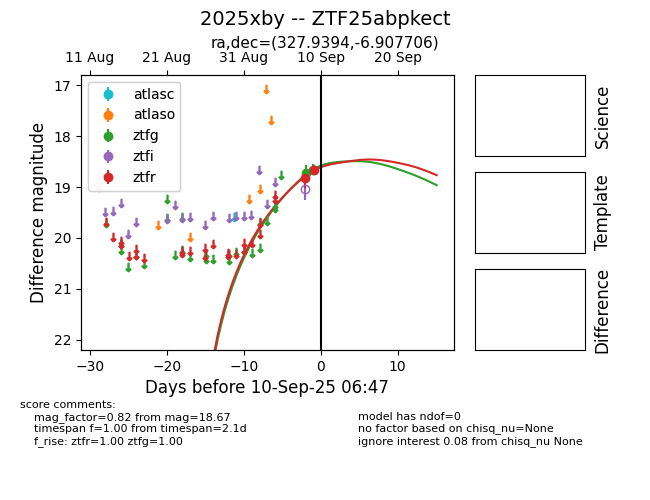 2025xby -- ZTF25abpkect
ra,dec=(327.9394,-6.907706)
11 Aug 21 Aug 31 Aug 10 Sep 20 Sep
atlasc
atlaso
ztfg
ztfi
ztfr
17
18
19
20
21
22
Difference magnitude
−30 −20 −10 0 10
Days before 10-Sep-25 06:47
Science
Template
Difference
score comments:
mag_factor=0.82 from mag=18.67
timespan f=1.00 from timespan=2.1d
f_rise: ztfr=1.00 ztfg=1.00
model has ndof=0
no factor based on chisq_nu=None
ignore interest 0.08 from chisq_nu None